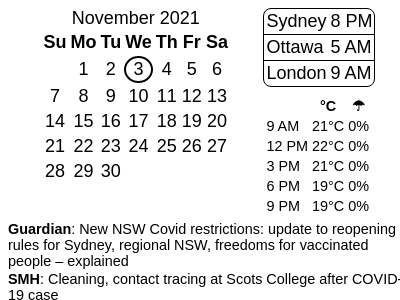 November 2021
Su Mo Tu We Th Fr Sa
1 2 3 4 5 6
7 8 9 10 11 12 13
14 15 16 17 18 19 20
21 22 23 24 25 26 27
28 29 30
Sydney 8 PM
Ottawa 5 AM
London 9 AM
°C ☂
9 AM 21°C 0%
12 PM 22°C 0%
3 PM 21°C 0%
6 PM 19°C 0%
9 PM 19°C 0%
Guardian: New NSW Covid restrictions: update to reopening
rules for Sydney, regional NSW, freedoms for vaccinated
people – explained
SMH: Cleaning, contact tracing at Scots College after COVID-
19 case